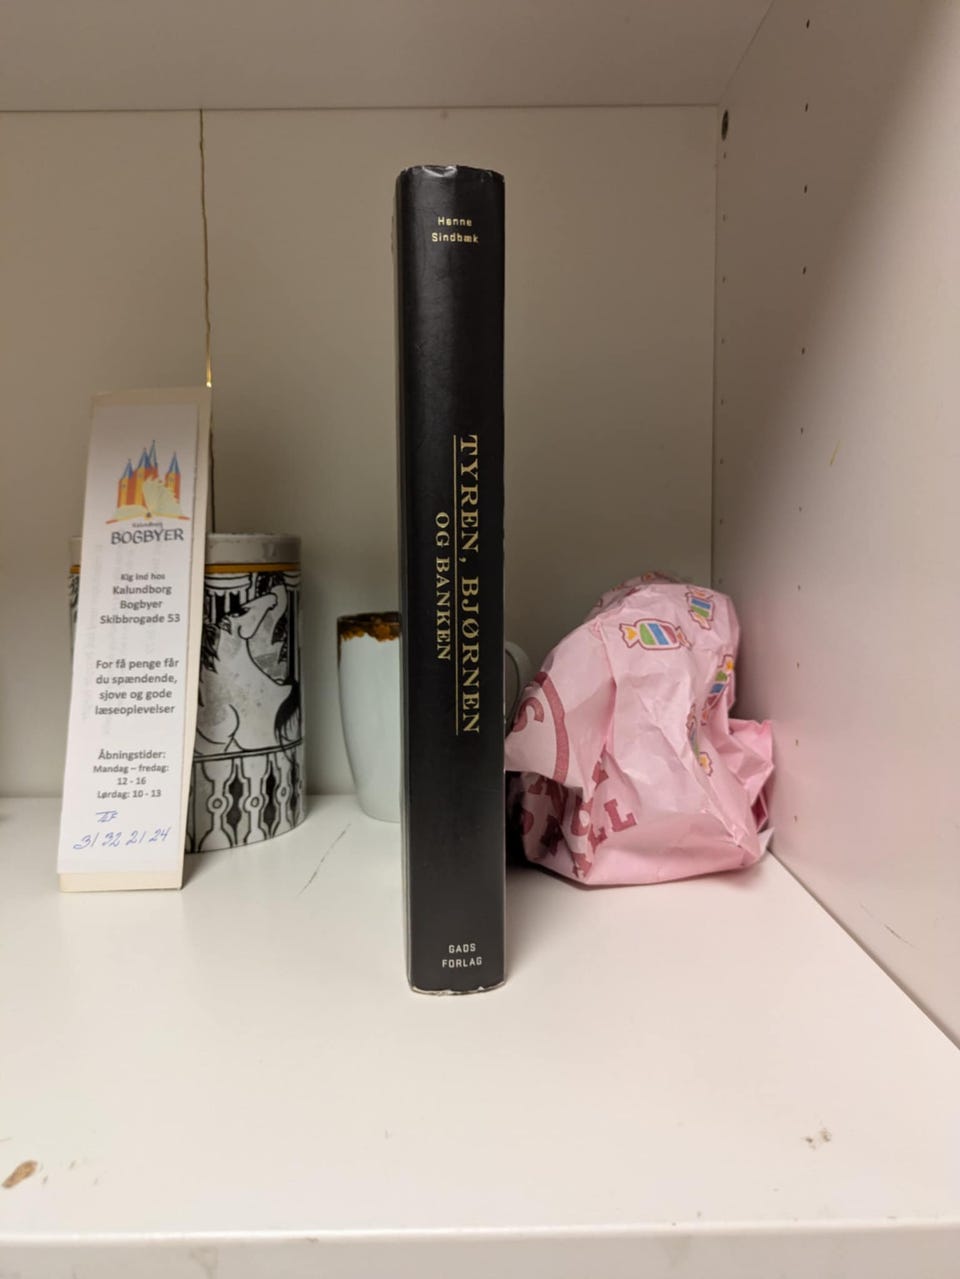 Kalundborg
BOGBYER
Kig ind hos
Kalundborg
Bogbyer
Skibbrogade 53
For få penge får
du spændende,
sjove og gode
læseoplevelser
Åbningstider:
Mandag – fredag:
12 - 16
Lørdag: 10 - 13
Tlf
31 32 21 24
Hanne
Sindbæk
TYREN, BJØRNEN
OG BANKEN
GADS
FORLAG